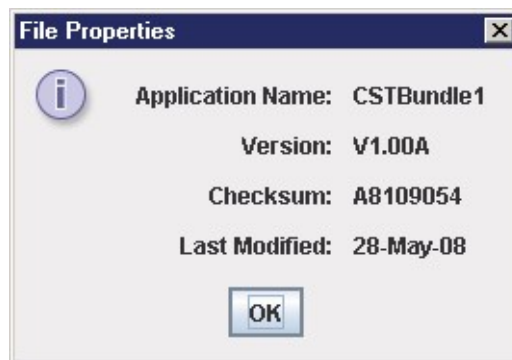 File Properties
Application Name: CSTBundle1
Version: V1.00A
Checksum: A8109054
Last Modified: 28-May-08
OK